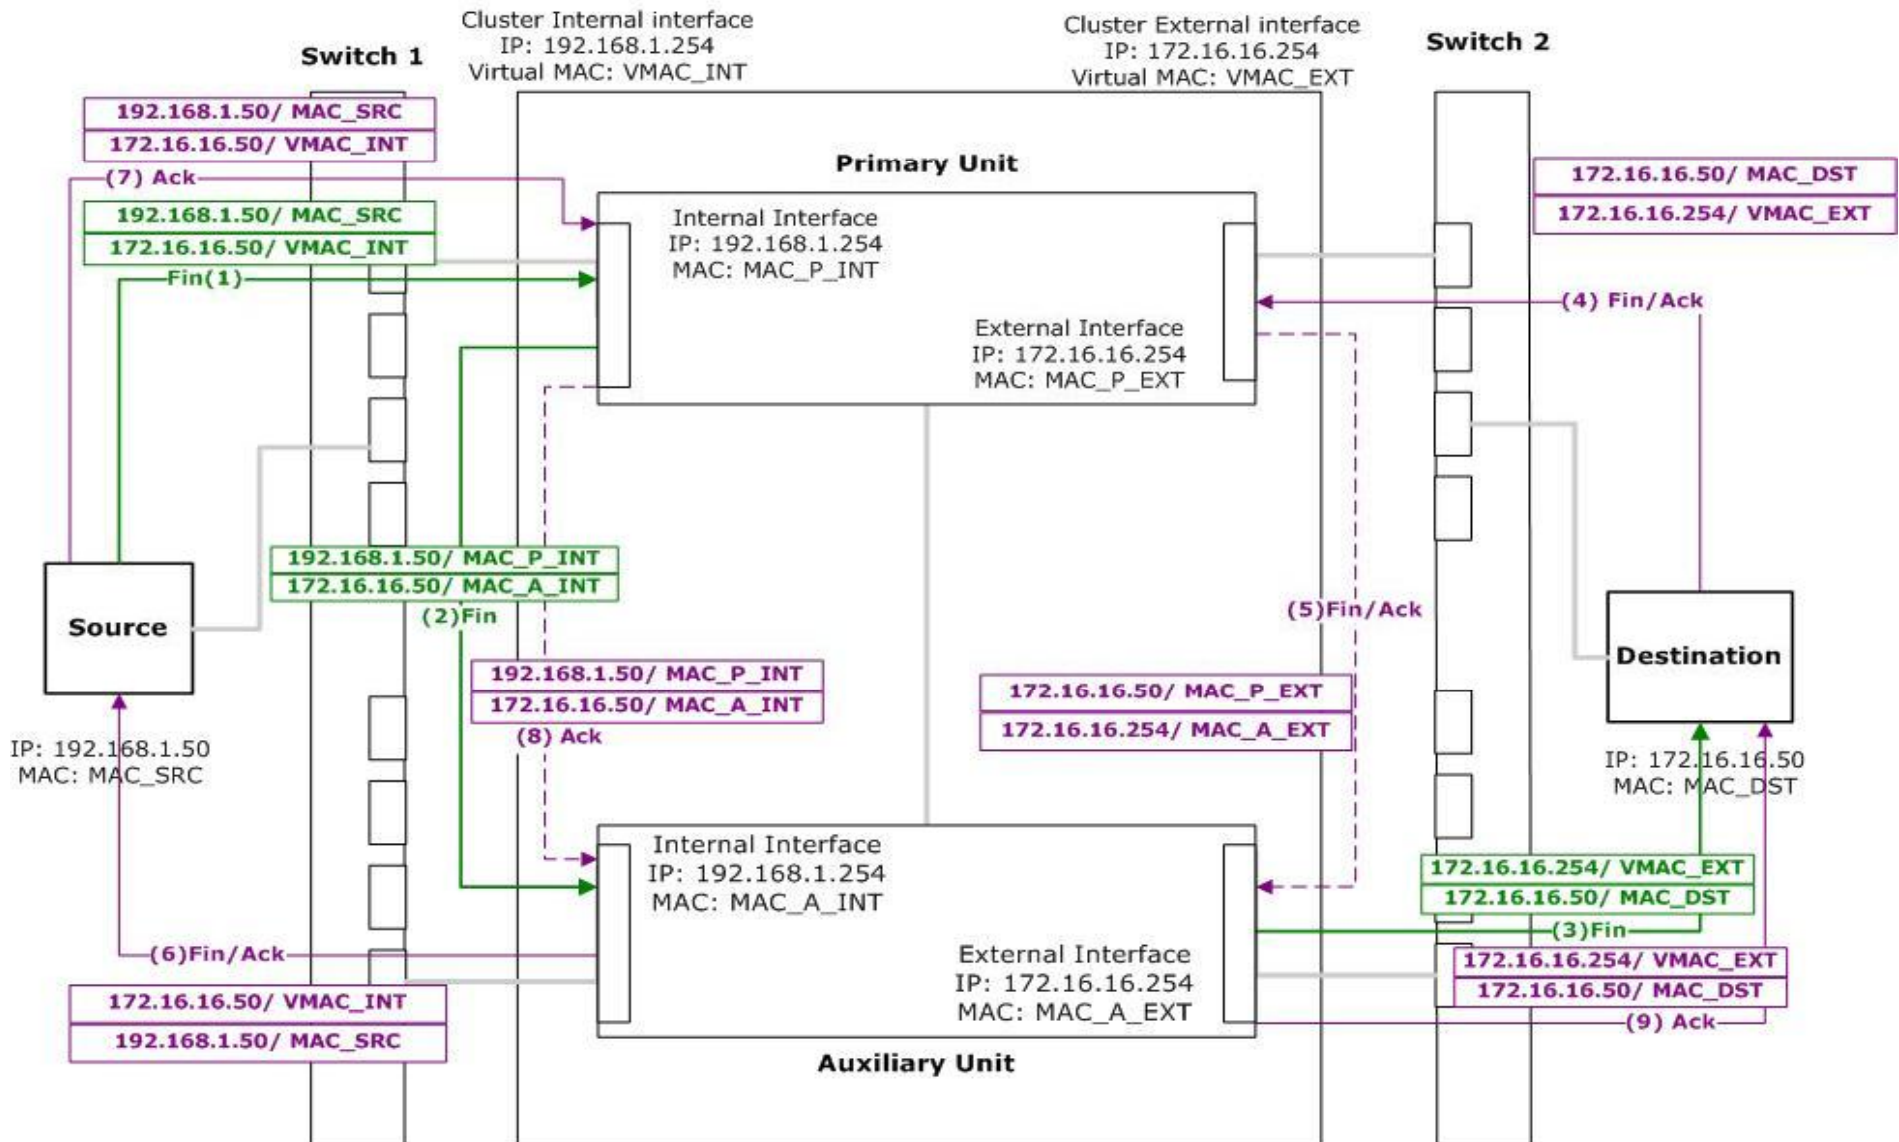 Switch 1
Cluster Internal interface
IP: 192.168.1.254
Virtual MAC: VMAC_INT
Cluster External interface
IP: 172.16.16.254
Virtual MAC: VMAC_EXT
Switch 2
192.168.1.50/ MAC_SRC
172.16.16.50/ VMAC_INT
(7) Ack
192.168.1.50/ MAC_SRC
172.16.16.50/ VMAC_INT
Fin(1)
Primary Unit
Internal Interface
IP: 192.168.1.254
MAC: MAC_P_INT
External Interface
IP: 172.16.16.254
MAC: MAC_P_EXT
172.16.16.50/ MAC_DST
172.16.16.254/ VMAC_EXT
(4) Fin/Ack
192.168.1.50/ MAC_P_INT
172.16.16.50/ MAC_A_INT
(2)Fin
Source
IP: 192.168.1.50
MAC: MAC_SRC
192.168.1.50/ MAC_P_INT
172.16.16.50/ MAC_A_INT
(8) Ack
(5)Fin/Ack
172.16.16.50/ MAC_P_EXT
172.16.16.254/ MAC_A_EXT
Destination
IP: 172.16.16.50
MAC: MAC_DST
Internal Interface
IP: 192.168.1.254
MAC: MAC_A_INT
External Interface
IP: 172.16.16.254
MAC: MAC_A_EXT
Auxiliary Unit
(6)Fin/Ack
172.16.16.50/ VMAC_INT
192.168.1.50/ MAC_SRC
172.16.16.254/ VMAC_EXT
172.16.16.50/ MAC_DST
(3)Fin
172.16.16.254/ VMAC_EXT
172.16.16.50/ MAC_DST
(9) Ack